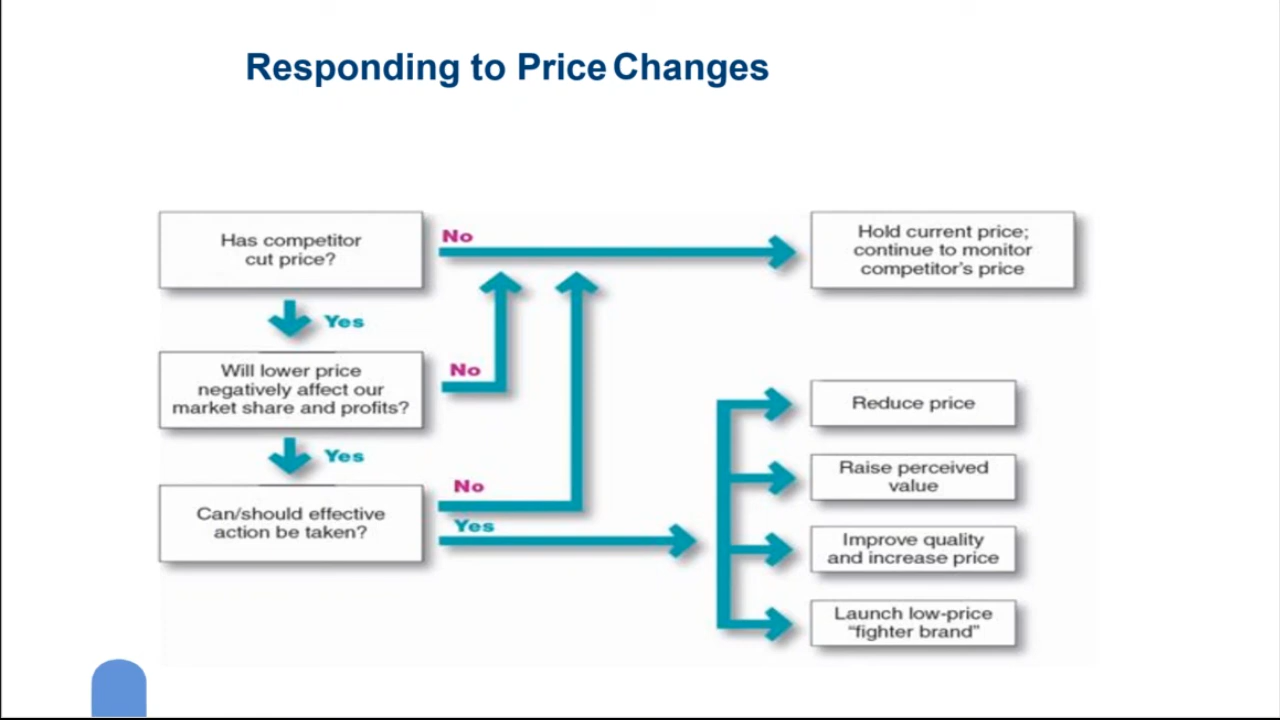 Responding to Price Changes
Has competitor
cut price?
No
Hold current price;
continue to monitor
competitor's price
Yes
Will lower price
negatively affect our
market share and profits?
No
Yes
Can/should effective
action be taken?
No
Yes
Reduce price
Raise perceived
value
Improve quality
and increase price
Launch low-price
“fighter brand”